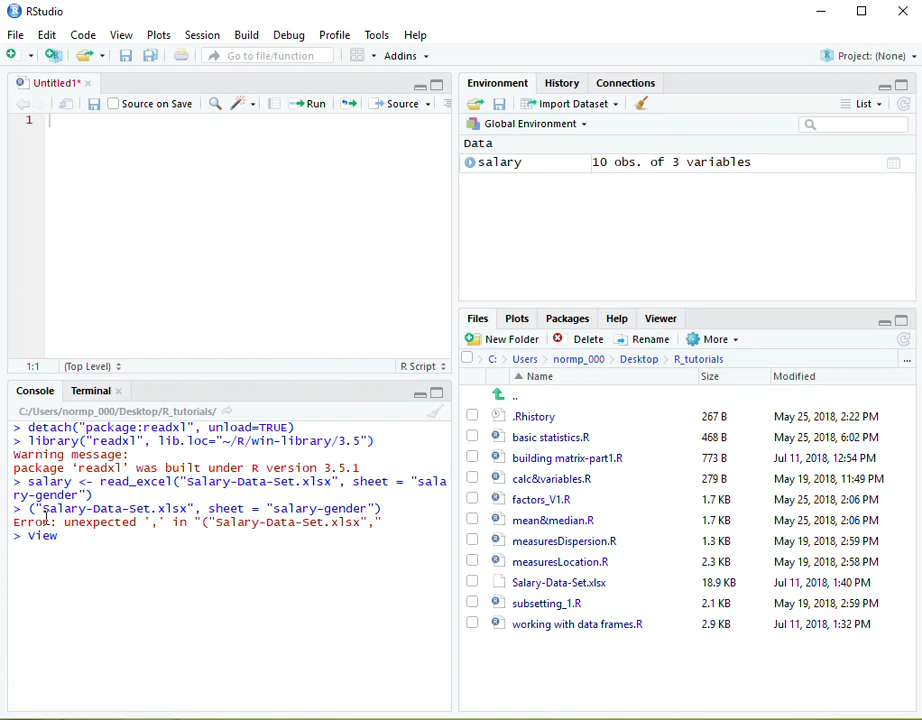 RStudio
File Edit Code View Plots Session Build Debug Profile Tools Help
Go to file/function Addins Project: (None)
Untitled1*
Source on Save Run Source
1
1:1 (Top Level) R Script
Console Terminal
C:/Users/normp_000/Desktop/R_tutorials/
> detach("package:readxl", unload=TRUE)
> library("readxl", lib.loc="~/R/win-library/3.5")
Warning message:
package ‘readxl’ was built under R version 3.5.1
> salary <- read_excel("Salary-Data-Set.xlsx", sheet = "sala
ry-gender")
> ("Salary-Data-Set.xlsx", sheet = "salary-gender")
Error: unexpected ',' in "("Salary-Data-Set.xlsx","
> View
Environment History Connections
Import Dataset List
Global Environment
Data
salary 10 obs. of 3 variables
Files Plots Packages Help Viewer
New Folder Delete Rename More
C: > Users > normp_000 > Desktop > R_tutorials ...
Name Size Modified
..
.Rhistory 267 B May 25, 2018, 2:22 PM
basic statistics.R 468 B May 25, 2018, 6:02 PM
building matrix-part1.R 773 B Jul 11, 2018, 12:54 PM
calc&variables.R 279 B May 19, 2018, 11:49 PM
factors_V1.R 1.7 KB May 25, 2018, 2:06 PM
mean&median.R 1.7 KB May 25, 2018, 2:06 PM
measuresDispersion.R 1.3 KB May 19, 2018, 2:59 PM
measuresLocation.R 2.3 KB May 19, 2018, 2:58 PM
Salary-Data-Set.xlsx 18.9 KB Jul 11, 2018, 1:40 PM
subsetting_1.R 2.1 KB May 19, 2018, 2:59 PM
working with data frames.R 2.9 KB Jul 11, 2018, 1:32 PM